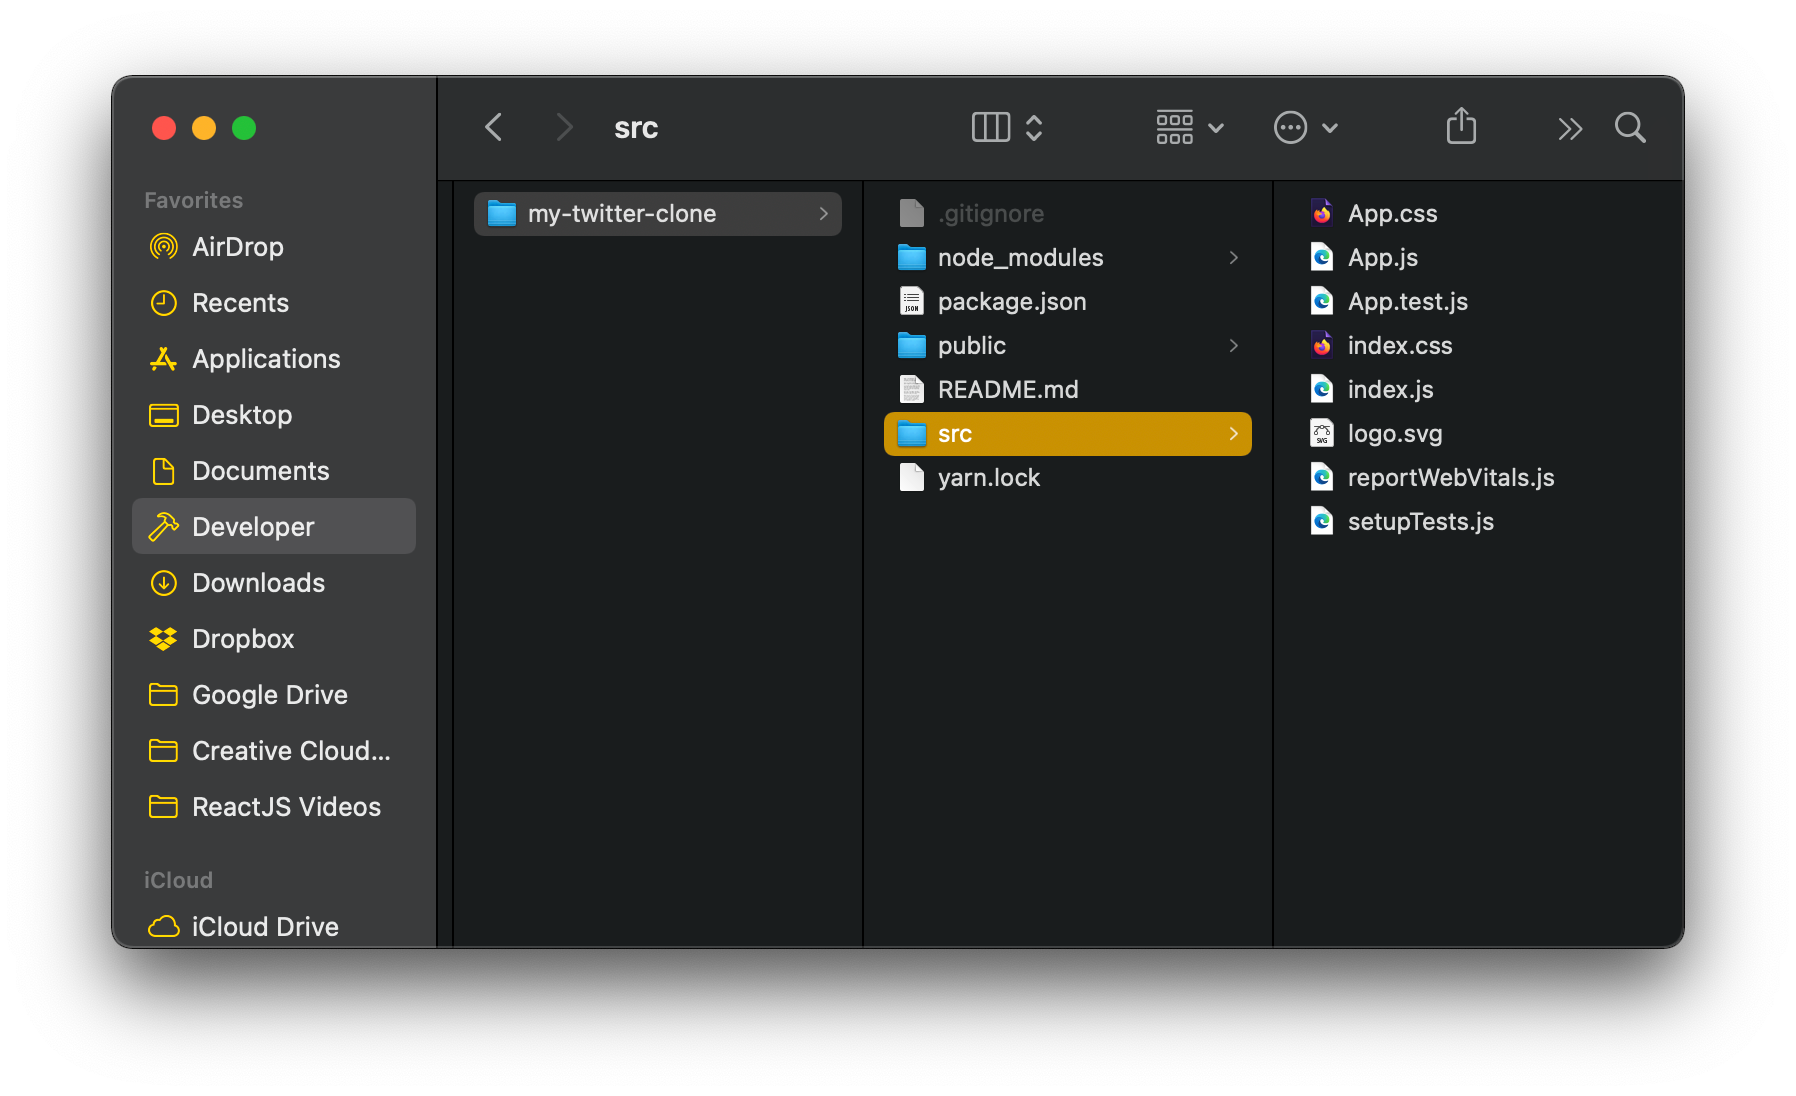 src
Favorites
AirDrop
Recents
Applications
Desktop
Documents
Developer
Downloads
Dropbox
Google Drive
Creative Cloud...
ReactJS Videos
iCloud
iCloud Drive
my-twitter-clone
.gitignore
node_modules
package.json
JSON
public
README.md
src
yarn.lock
App.css
App.js
App.test.js
index.css
index.js
logo.svg
SVG
reportWebVitals.js
setupTests.js